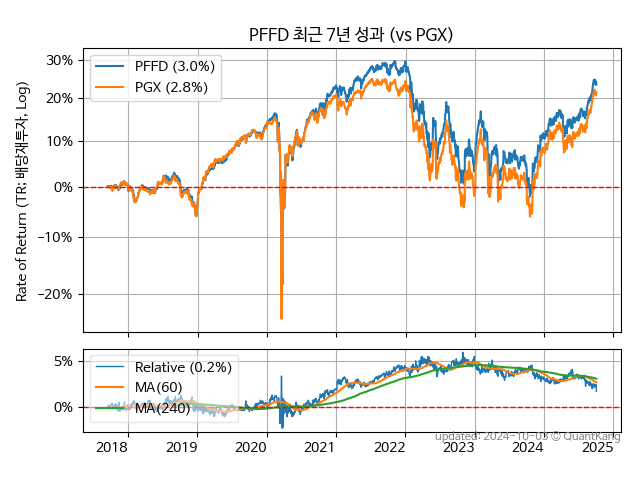 PFFD 최근 7년 성과 (vs PGX)
Rate of Return (TR: 배당재투자, Log)
30%
20%
10%
0%
−10%
−20%
PFFD (3.0%)
PGX (2.8%)
5%
0%
Relative (0.2%)
MA(60)
MA(240)
2018 2019 2020 2021 2022 2023 2024 2025
updated: 2024-10-03 © QuantKang